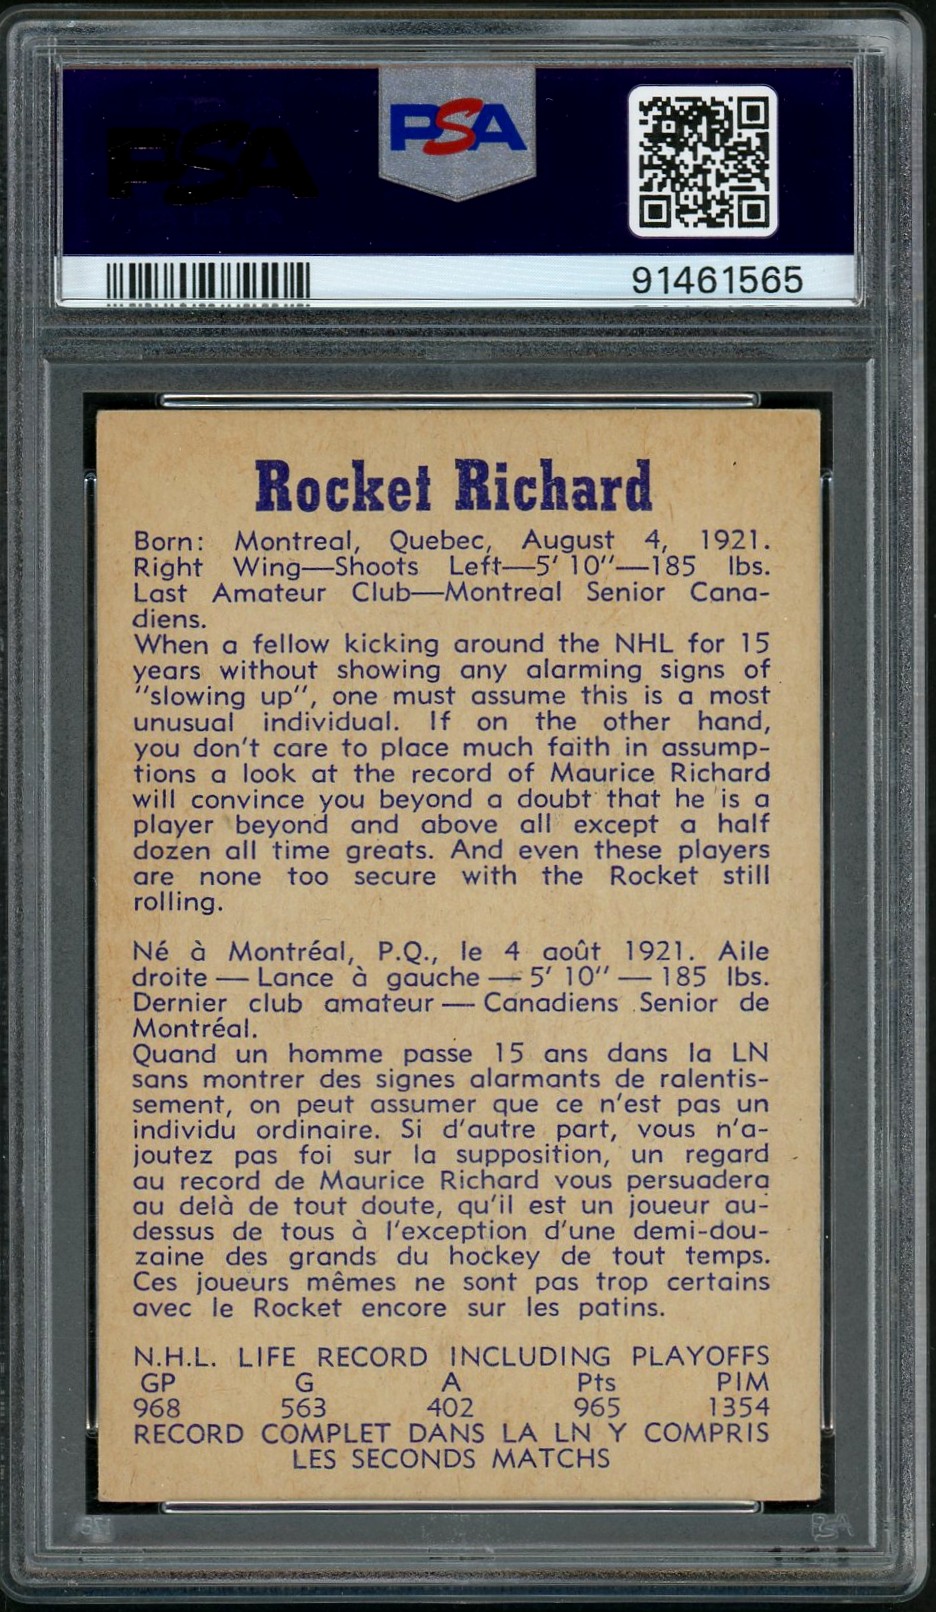 PSA
PSA
91461565
Rocket Richard
Born: Montreal, Quebec, August 4, 1921.
Right Wing—Shoots Left—5' 10''—185 lbs.
Last Amateur Club—Montreal Senior Cana-
diens.
When a fellow kicking around the NHL for 15
years without showing any alarming signs of
"slowing up", one must assume this is a most
unusual individual. If on the other hand,
you don't care to place much faith in assump-
tions a look at the record of Maurice Richard
will convince you beyond a doubt that he is a
player beyond and above all except a half
dozen all time greats. And even these players
are none too secure with the Rocket still
rolling.
Né à Montréal, P.Q., le 4 août 1921. Aile
droite — Lance à gauche — 5' 10'' — 185 lbs.
Dernier club amateur — Canadiens Senior de
Montréal.
Quand un homme passe 15 ans dans la LN
sans montrer des signes alarmants de ralentis-
sement, on peut assumer que ce n'est pas un
individu ordinaire. Si d'autre part, vous n'a-
joutez pas foi sur la supposition, un regard
au record de Maurice Richard vous persuadera
au delà de tout doute, qu'il est un joueur au-
dessus de tous à l'exception d'une demi-dou-
zaine des grands du hockey de tout temps.
Ces joueurs mêmes ne sont pas trop certains
avec le Rocket encore sur les patins.
N.H.L. LIFE RECORD INCLUDING PLAYOFFS
GP G A Pts PIM
968 563 402 965 1354
RECORD COMPLET DANS LA LN Y COMPRIS
LES SECONDS MATCHS
PSA